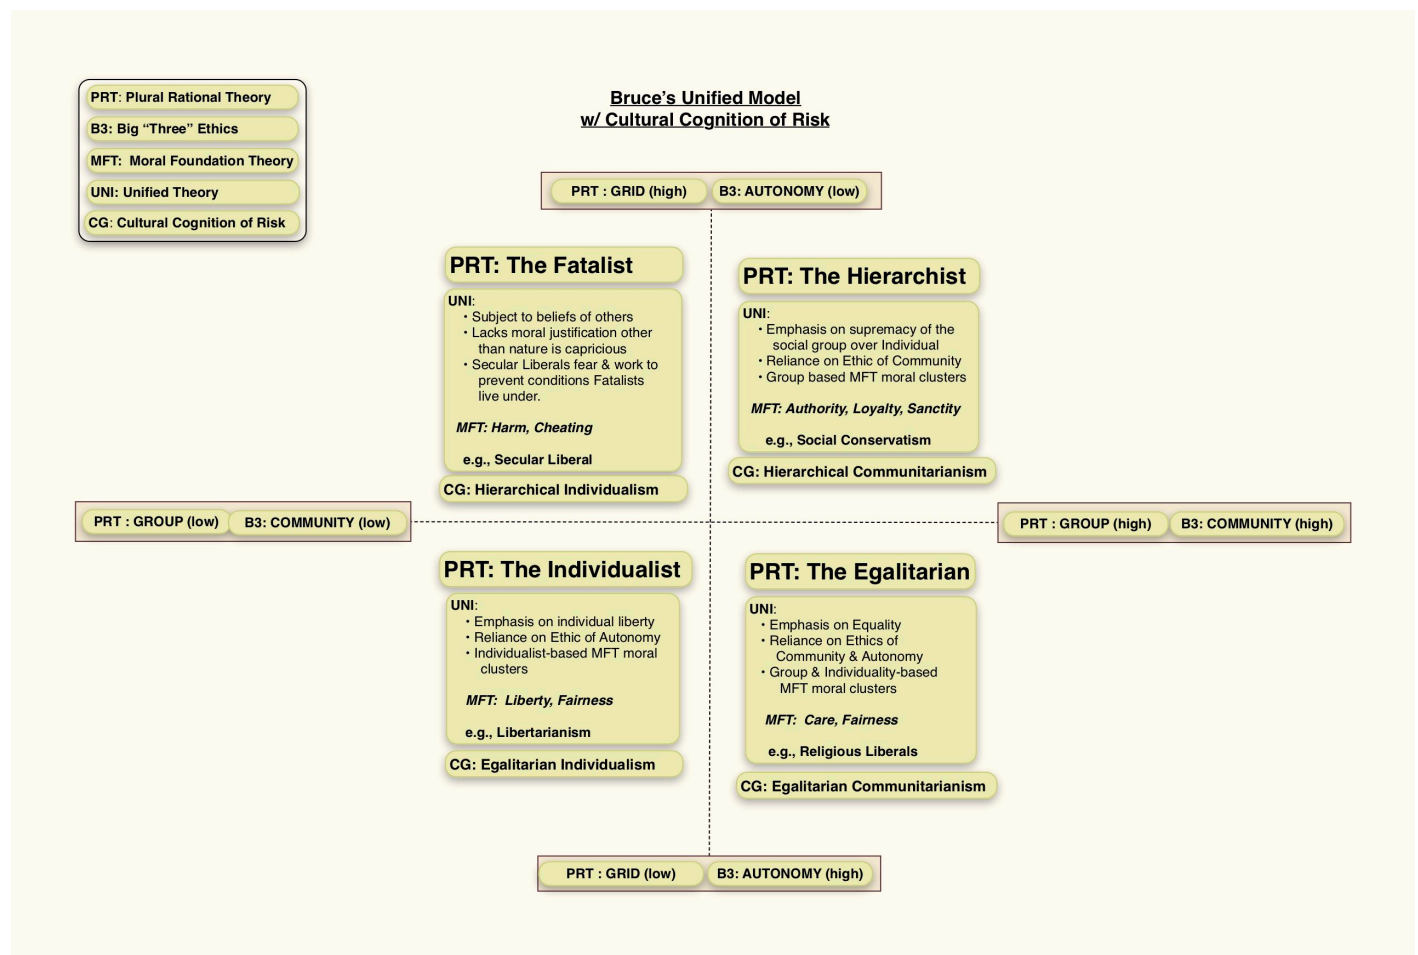 PRT: Plural Rational Theory
B3: Big “Three” Ethics
MFT:  Moral Foundation Theory
UNI: Unified Theory
CG: Cultural Cognition of Risk
Bruce’s Unified Model
w/ Cultural Cognition of Risk
PRT : GRID (high)
B3: AUTONOMY (low)
PRT: The Fatalist
UNI:
• Subject to beliefs of others
• Lacks moral justification other
than nature is capricious
• Secular Liberals fear & work to
prevent conditions Fatalists
live under.
MFT: Harm, Cheating
e.g., Secular Liberal
CG: Hierarchical Individualism
PRT: The Hierarchist
UNI:
• Emphasis on supremacy of the
social group over Individual
• Reliance on Ethic of Community
• Group based MFT moral clusters
MFT: Authority, Loyalty, Sanctity
e.g., Social Conservatism
CG: Hierarchical Communitarianism
PRT : GROUP (low)
B3: COMMUNITY (low)
PRT : GROUP (high)
B3: COMMUNITY (high)
PRT: The Individualist
UNI:
• Emphasis on individual liberty
• Reliance on Ethic of Autonomy
• Individualist-based MFT moral
clusters
MFT:  Liberty, Fairness
e.g., Libertarianism
CG: Egalitarian Individualism
PRT: The Egalitarian
UNI:
• Emphasis on Equality
• Reliance on Ethics of
Community & Autonomy
• Group & Individuality-based
MFT moral clusters
MFT:  Care, Fairness
e.g., Religious Liberals
CG: Egalitarian Communitarianism
PRT : GRID (low)
B3: AUTONOMY (high)